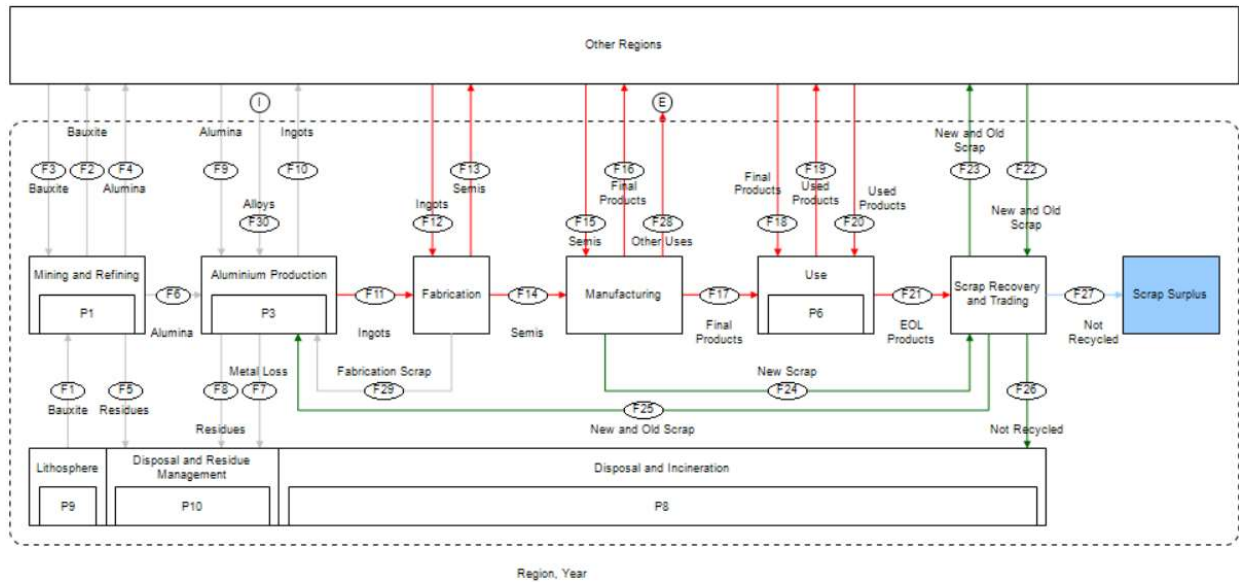 Other Regions
I
E
Bauxite
Alumina
Ingots
New and Old
Scrap
F3
F2
F4
F9
F10
F13
F16
F19
F23
F22
Bauxite
Alumina
Semis
Final
Products
Final
Products
Used
Products
Used
Products
Alloys
Ingots
New and Old
Scrap
F30
F12
F15
F28
F18
F20
Semis
Other Uses
Mining and Refining
P1
F6
Alumina
Aluminium Production
P3
F11
Ingots
Fabrication
F14
Semis
Manufacturing
F17
Final
Products
Use
P6
F21
EOL
Products
Scrap Recovery
and Trading
F27
Not
Recycled
Scrap Surplus
Metal Loss
Fabrication Scrap
New Scrap
F1
F5
F8
F7
F29
F24
F26
Bauxite
Residues
F25
Residues
New and Old Scrap
Not Recycled
Lithosphere
P9
Disposal and Residue
Management
P10
Disposal and Incineration
P8
Region, Year